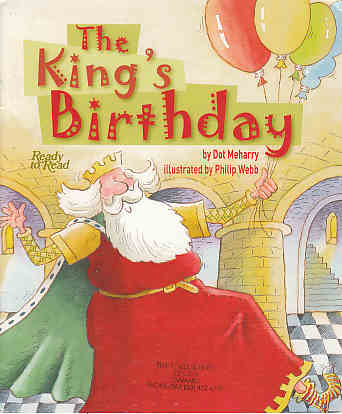 The
King's
Birthday
by Dot Meharry
illustrated by Philip Webb
Ready
to Read